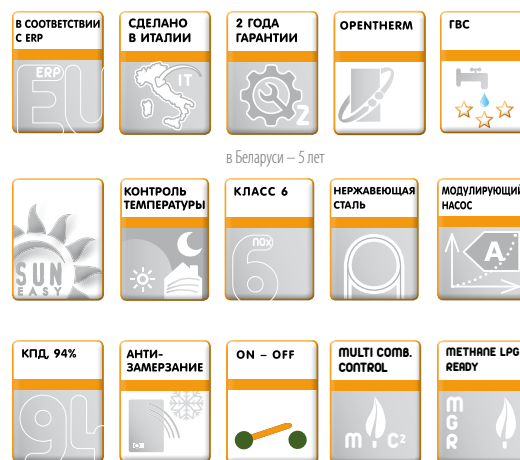 В СООТВЕТСТВИИ
С ERP
ERP
EU
СДЕЛАНО
В ИТАЛИИ
IT
2 ГОДА
ГАРАНТИИ
2
OPENTHERM
ГВС
в Беларуси – 5 лет
SUN
EASY
КОНТРОЛЬ
ТЕМПЕРАТУРЫ
КЛАСС 6
NOX
6
НЕРЖАВЕЮЩАЯ
СТАЛЬ
МОДУЛИРУЮЩИЙ
НАСОС
A
КПД, 94%
94
АНТИ-
ЗАМЕРЗАНИЕ
ON – OFF
MULTI COMB.
CONTROL
M C²
METHANE LPG
READY
M
G
R